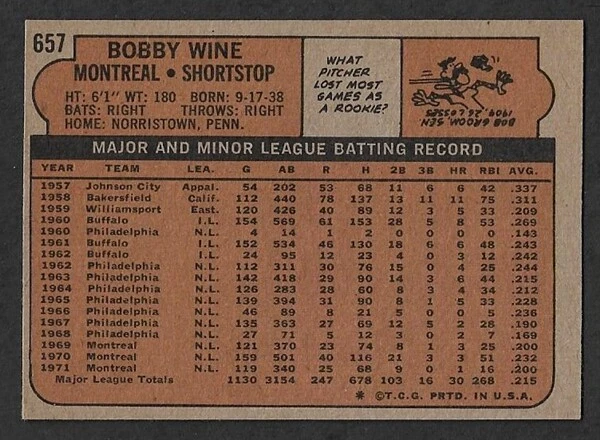 657
BOBBY WINE
MONTREAL • SHORTSTOP
HT: 6'1" WT: 180 BORN: 9-17-38
BATS: RIGHT THROWS: RIGHT
HOME: NORRISTOWN, PENN.
WHAT
PITCHER
LOST MOST
GAMES AS
A ROOKIE?
BOB GROOM, SEN.
1909, 26 LOSSES
MAJOR AND MINOR LEAGUE BATTING RECORD
YEAR TEAM LEA. G AB R H 2B 3B HR RBI AVG.
1957 Johnson City Appal. 54 202 53 68 11 6 6 42 .337
1958 Bakersfield Calif. 112 440 78 137 13 11 11 75 .311
1959 Williamsport East. 120 426 40 89 12 3 5 33 .209
1960 Buffalo I.L. 154 569 61 153 28 5 8 53 .269
1960 Philadelphia N.L. 4 14 1 2 0 0 0 0 .143
1961 Buffalo I.L. 152 534 46 130 18 6 6 48 .243
1962 Buffalo I.L. 24 95 12 23 4 0 3 12 .242
1962 Philadelphia N.L. 112 311 30 76 15 0 4 25 .244
1963 Philadelphia N.L. 142 418 29 90 14 3 6 44 .215
1964 Philadelphia N.L. 126 283 28 60 8 3 4 34 .212
1965 Philadelphia N.L. 139 394 31 90 8 1 5 33 .228
1966 Philadelphia N.L. 46 89 8 21 5 0 0 5 .236
1967 Philadelphia N.L. 135 363 27 69 12 5 2 28 .190
1968 Philadelphia N.L. 27 71 5 12 3 0 2 7 .169
1969 Montreal N.L. 121 370 23 74 8 1 3 25 .200
1970 Montreal N.L. 159 501 40 116 21 3 3 51 .232
1971 Montreal N.L. 119 340 25 68 9 0 1 16 .200
Major League Totals 1130 3154 247 678 103 16 30 268 .215
* ©T.C.G. PRTD. IN U.S.A.